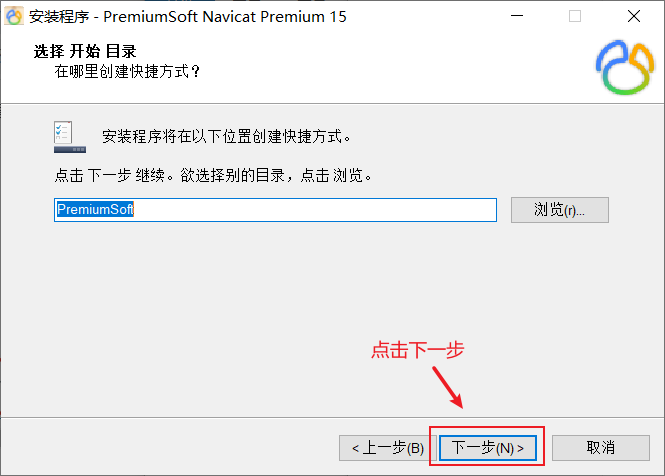 安装程序 - PremiumSoft Navicat Premium 15
选择 开始 目录
在哪里创建快捷方式？
安装程序将在以下位置创建快捷方式。
点击 下一步 继续。欲选择别的目录，点击 浏览。
PremiumSoft
浏览(r)...
点击下一步
< 上一步(B)
下一步(N) >
取消